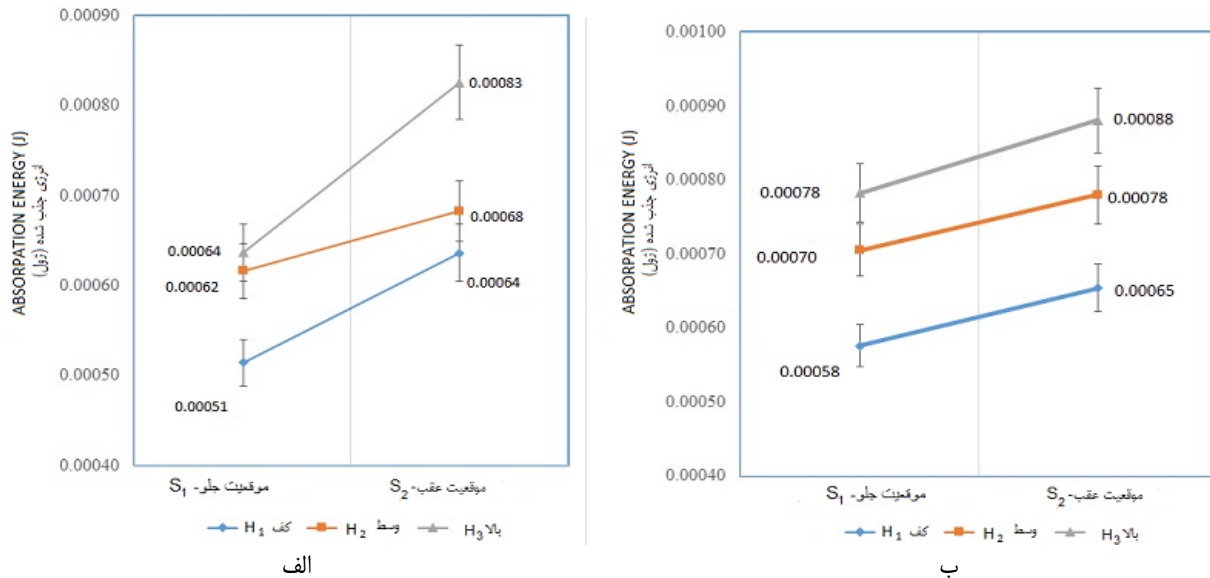 0.00090
0.00080
0.00070
0.00060
0.00050
0.00040
ABSORPATION ENERGY (J)
انرژی جذب شده (ژول)
0.00083
0.00068
0.00064
0.00064
0.00062
0.00051
موقعیت جلو- S1
موقعیت عقب- S2
H1 کف
H2 وسط
H3 بالا
الف
0.00100
0.00090
0.00080
0.00070
0.00060
0.00050
0.00040
ABSORPATION ENERGY (J)
انرژی جذب شده (ژول)
0.00088
0.00078
0.00078
0.00070
0.00065
0.00058
موقعیت جلو- S1
موقعیت عقب- S2
H1 کف
H2 وسط
H3 بالا
ب